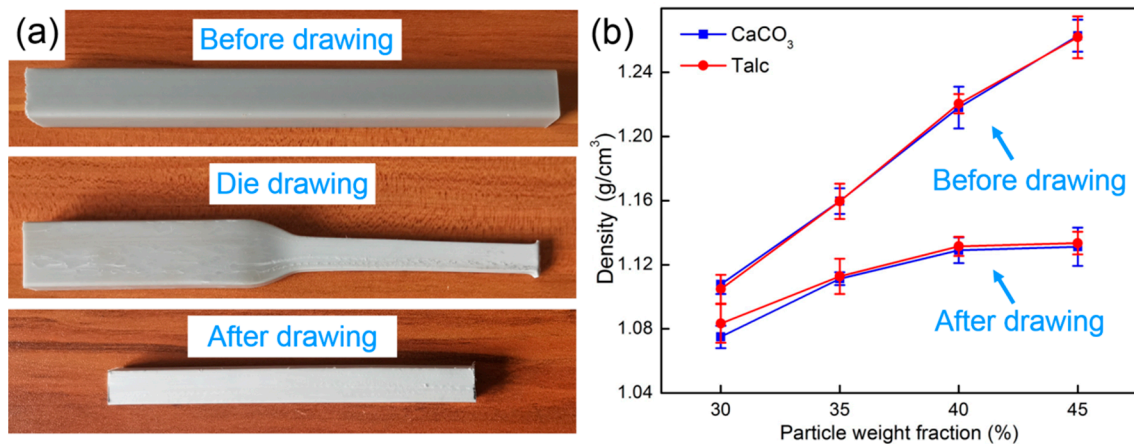 (a)
Before drawing
Die drawing
After drawing
(b)
CaCO₃
Talc
Before drawing
After drawing
Density (g/cm³)
1.24
1.20
1.16
1.12
1.08
1.04
30 35 40 45
Particle weight fraction (%)